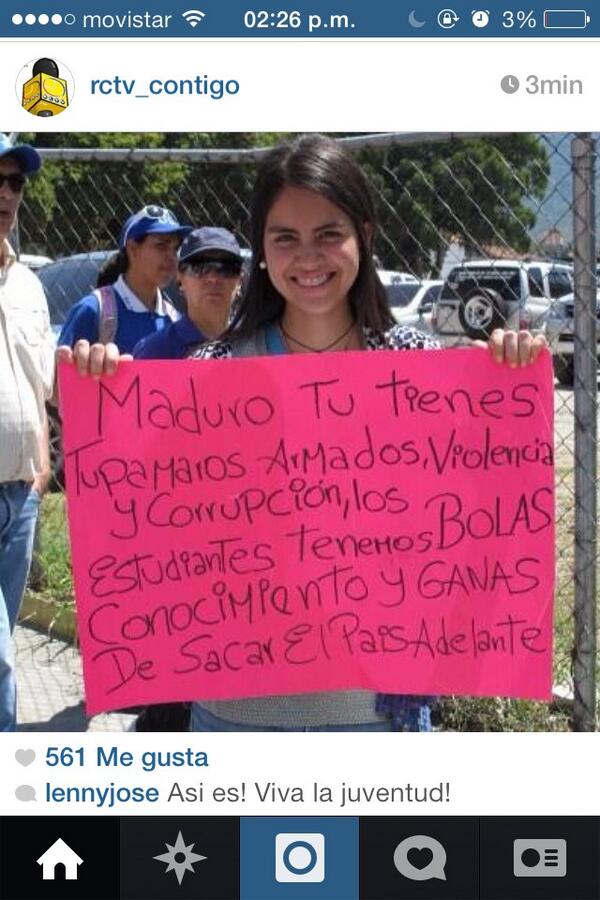 movistar 02:26 p.m. 3%
rctv_contigo 3min
Maduro Tu tienes
Tupamaros Armados, Violencia
y Corrupción, los
Estudiantes tenemos BOLAS
Conocimiento y GANAS
De Sacar El País Adelante
561 Me gusta
lennyjose Asi es! Viva la juventud!